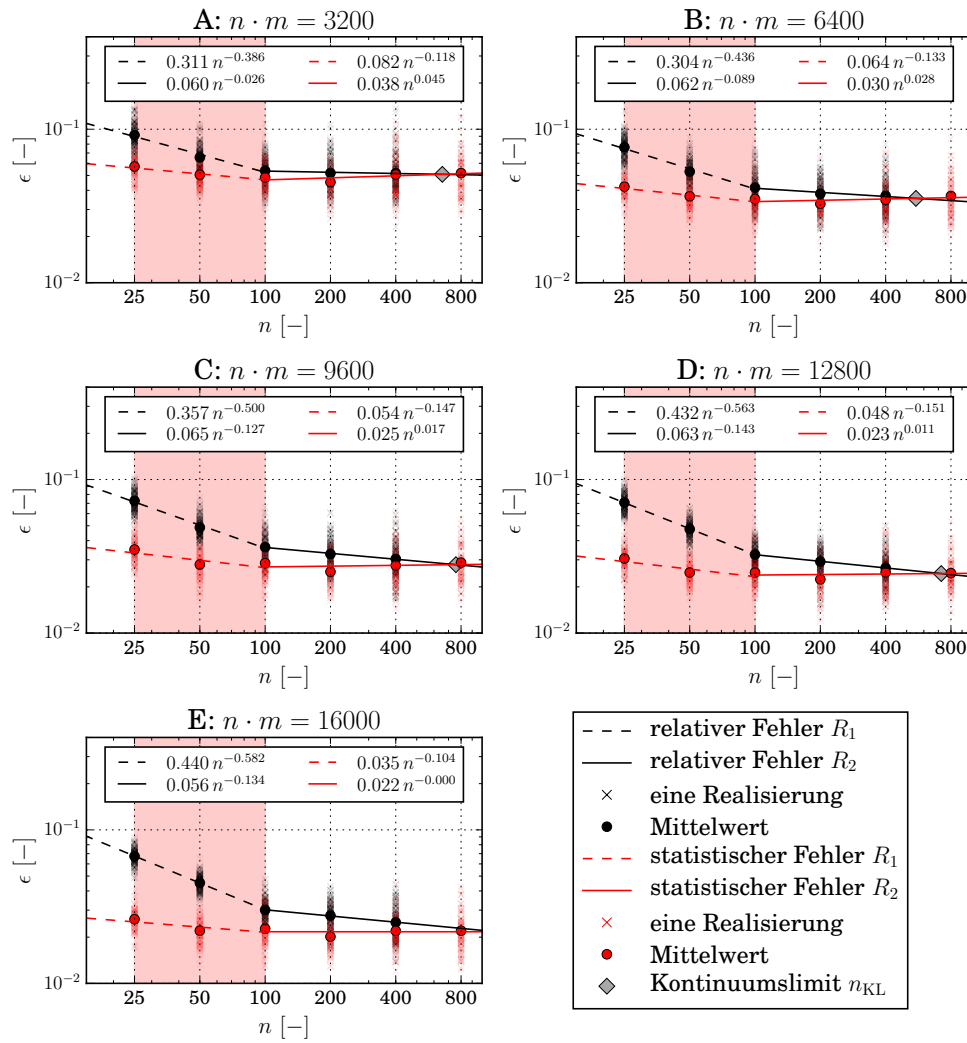 A: n · m = 3200
0.311 n^{-0.386}
0.082 n^{-0.118}
0.060 n^{-0.026}
0.038 n^{0.045}
ϵ [−]
10^{-1}
10^{-2}
25 50 100 200 400 800
n [−]
B: n · m = 6400
0.304 n^{-0.436}
0.064 n^{-0.133}
0.062 n^{-0.089}
0.030 n^{0.028}
ϵ [−]
10^{-1}
10^{-2}
25 50 100 200 400 800
n [−]
C: n · m = 9600
0.357 n^{-0.500}
0.054 n^{-0.147}
0.065 n^{-0.127}
0.025 n^{0.017}
ϵ [−]
10^{-1}
10^{-2}
25 50 100 200 400 800
n [−]
D: n · m = 12800
0.432 n^{-0.563}
0.048 n^{-0.151}
0.063 n^{-0.143}
0.023 n^{0.011}
ϵ [−]
10^{-1}
10^{-2}
25 50 100 200 400 800
n [−]
E: n · m = 16000
0.440 n^{-0.582}
0.035 n^{-0.104}
0.056 n^{-0.134}
0.022 n^{-0.000}
ϵ [−]
10^{-1}
10^{-2}
25 50 100 200 400 800
n [−]
relativer Fehler R_1
relativer Fehler R_2
eine Realisierung
Mittelwert
statistischer Fehler R_1
statistischer Fehler R_2
eine Realisierung
Mittelwert
Kontinuumslimit n_{KL}